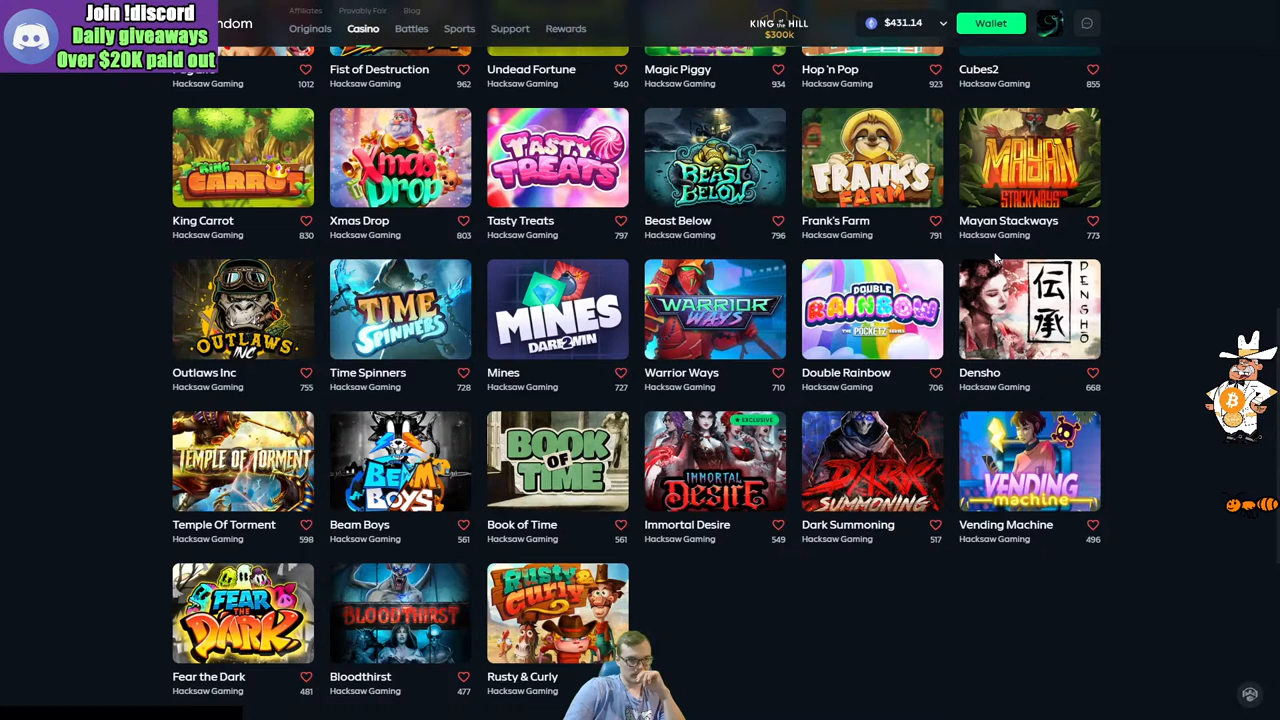 Join !discord
Daily giveaways
Over $20K paid out
ndom
Affiliates Provably Fair Blog
Originals Casino Battles Sports Support Rewards
KING OF THE HILL
$300k
$431.14
Wallet
Fist of Destruction
Undead Fortune
Magic Piggy
Hop 'n Pop
Cubes2
1012
Hacksaw Gaming 962
Hacksaw Gaming 940
Hacksaw Gaming 934
Hacksaw Gaming 923
Hacksaw Gaming 855
KING CARROT
Xmas Drop
TASTY TREATS
BEAST BELOW
FRANK'S FARM
MAYAN STACKWAYS
King Carrot
Xmas Drop
Tasty Treats
Beast Below
Frank's Farm
Mayan Stackways
Hacksaw Gaming 830
Hacksaw Gaming 803
Hacksaw Gaming 797
Hacksaw Gaming 796
Hacksaw Gaming 791
Hacksaw Gaming 773
OUTLAWS INC
TIME SPINNERS
MINES DARE2WIN
WARRIOR WAYS
DOUBLE RAINBOW THE POCKETZ SERIES
伝承 DENSHO
Outlaws Inc
Time Spinners
Mines
Warrior Ways
Double Rainbow
Densho
Hacksaw Gaming 755
Hacksaw Gaming 728
Hacksaw Gaming 727
Hacksaw Gaming 710
Hacksaw Gaming 706
Hacksaw Gaming 668
TEMPLE OF TORMENT
BEAM BOYS
BOOK OF TIME
EXCLUSIVE
IMMORTAL DESIRE
DARK SUMMONING
VENDING machine
Temple Of Torment
Beam Boys
Book of Time
Immortal Desire
Dark Summoning
Vending Machine
Hacksaw Gaming 598
Hacksaw Gaming 561
Hacksaw Gaming 561
Hacksaw Gaming 549
Hacksaw Gaming 517
Hacksaw Gaming 496
FEAR THE DARK
BLOODTHIRST
Rusty & Curly
Fear the Dark
Bloodthirst
Rusty & Curly
Hacksaw Gaming 481
Hacksaw Gaming 477
Hacksaw Gaming